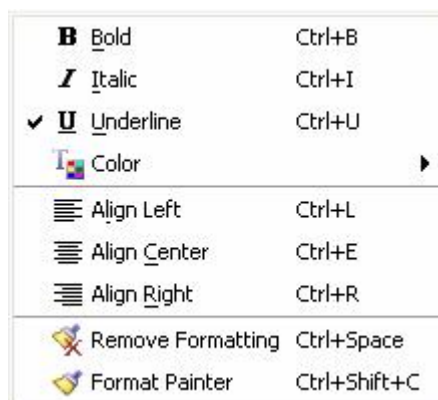 B Bold Ctrl+B
I Italic Ctrl+I
U Underline Ctrl+U
T Color
Align Left Ctrl+L
Align Center Ctrl+E
Align Right Ctrl+R
Remove Formatting Ctrl+Space
Format Painter Ctrl+Shift+C